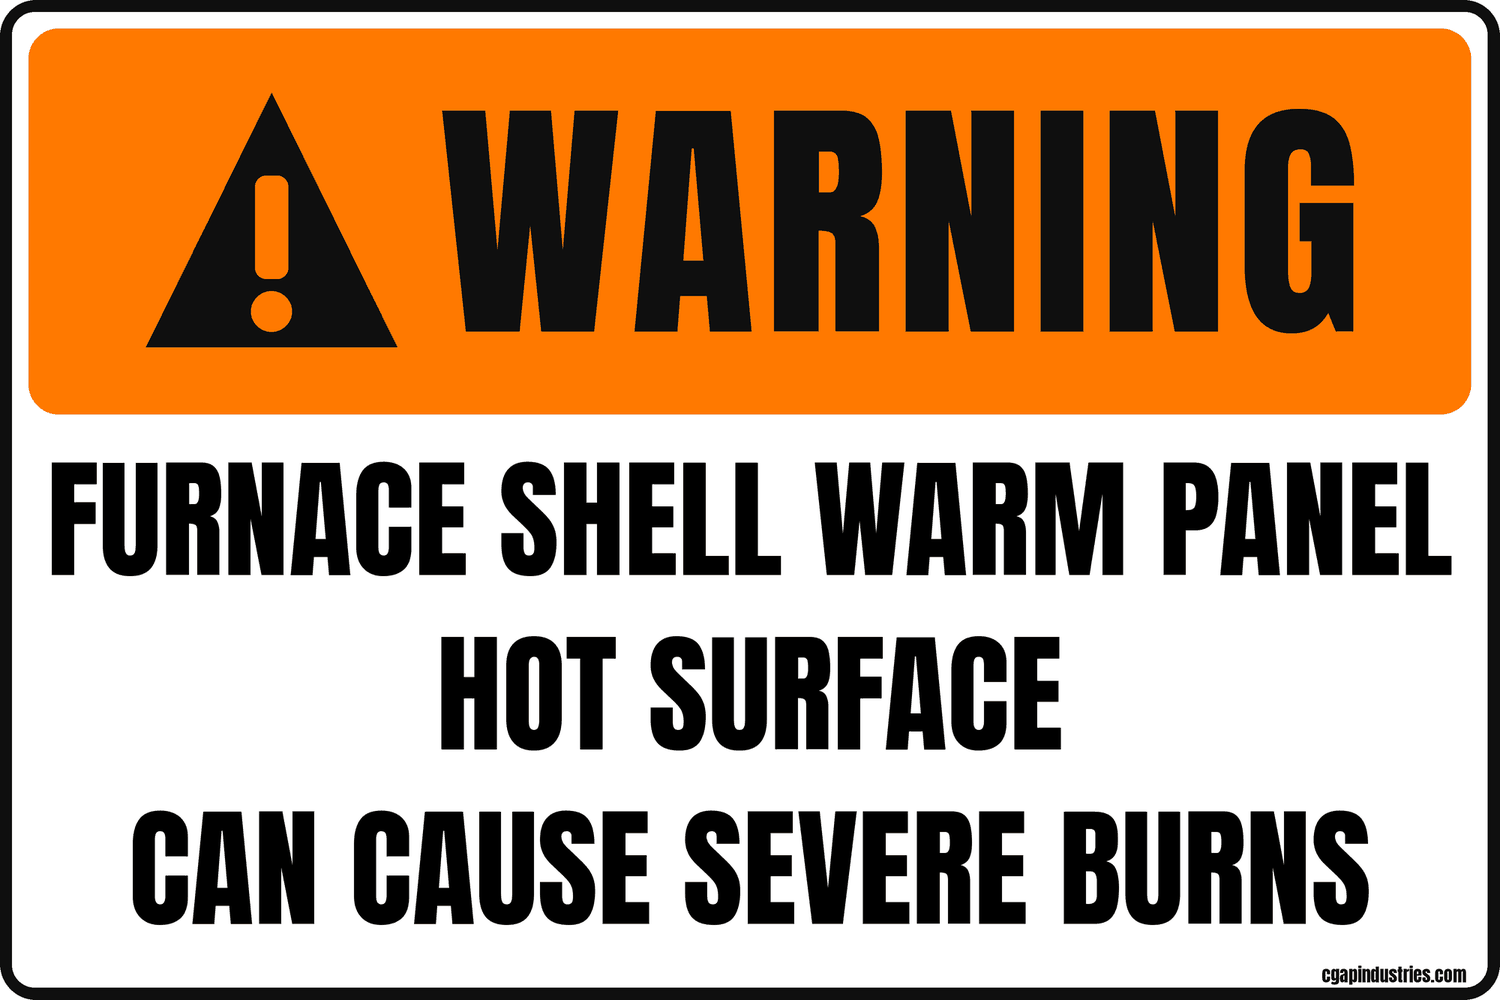 WARNING
FURNACE SHELL WARM PANEL
HOT SURFACE
CAN CAUSE SEVERE BURNS
cgapindustries.com